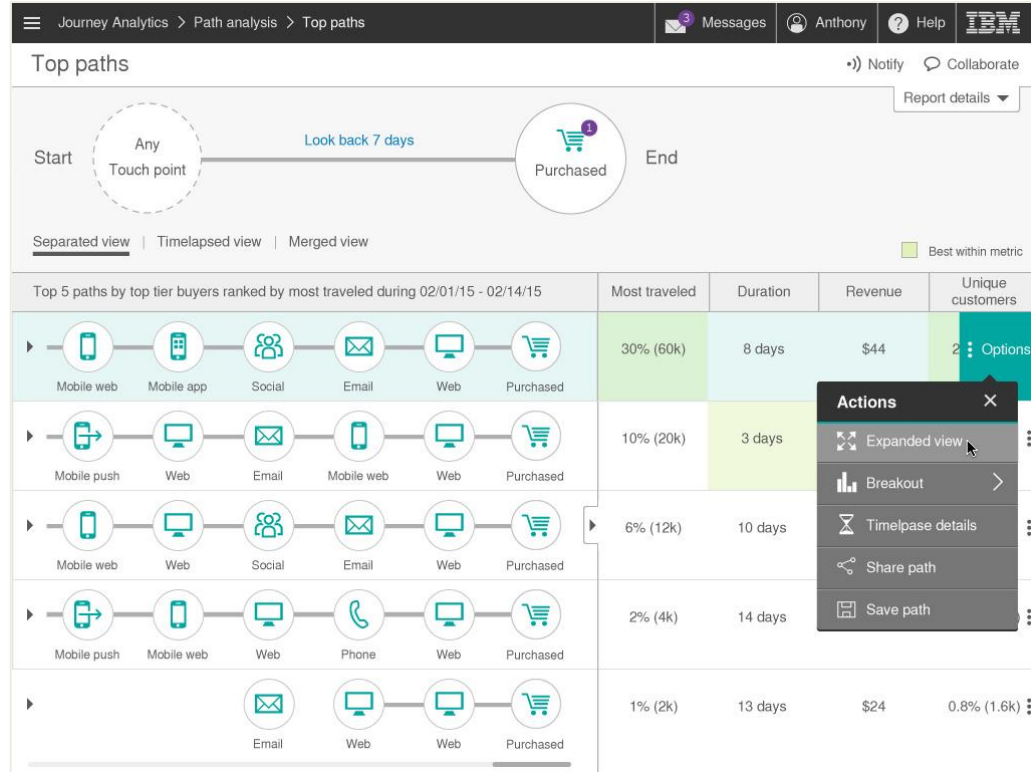 Journey Analytics > Path analysis > Top paths
3 Messages Anthony ? Help IBM
Top paths
Notify Collaborate
Report details
Start Any Touch point Look back 7 days 1 Purchased End
Separated view | Timelapsed view | Merged view
Best within metric
Top 5 paths by top tier buyers ranked by most traveled during 02/01/15 - 02/14/15 Most traveled Duration Revenue Unique customers
30% (60k) 8 days $44 2 Options
Mobile web Mobile app Social Email Web Purchased
Actions
Expanded view
Breakout
Timelpase details
Share path
Save path
10% (20k) 3 days
Mobile push Web Email Mobile web Web Purchased
6% (12k) 10 days
Mobile web Web Social Email Web Purchased
2% (4k) 14 days )
Mobile push Mobile web Web Phone Web Purchased
1% (2k) 13 days $24 0.8% (1.6k)
Email Web Web Purchased